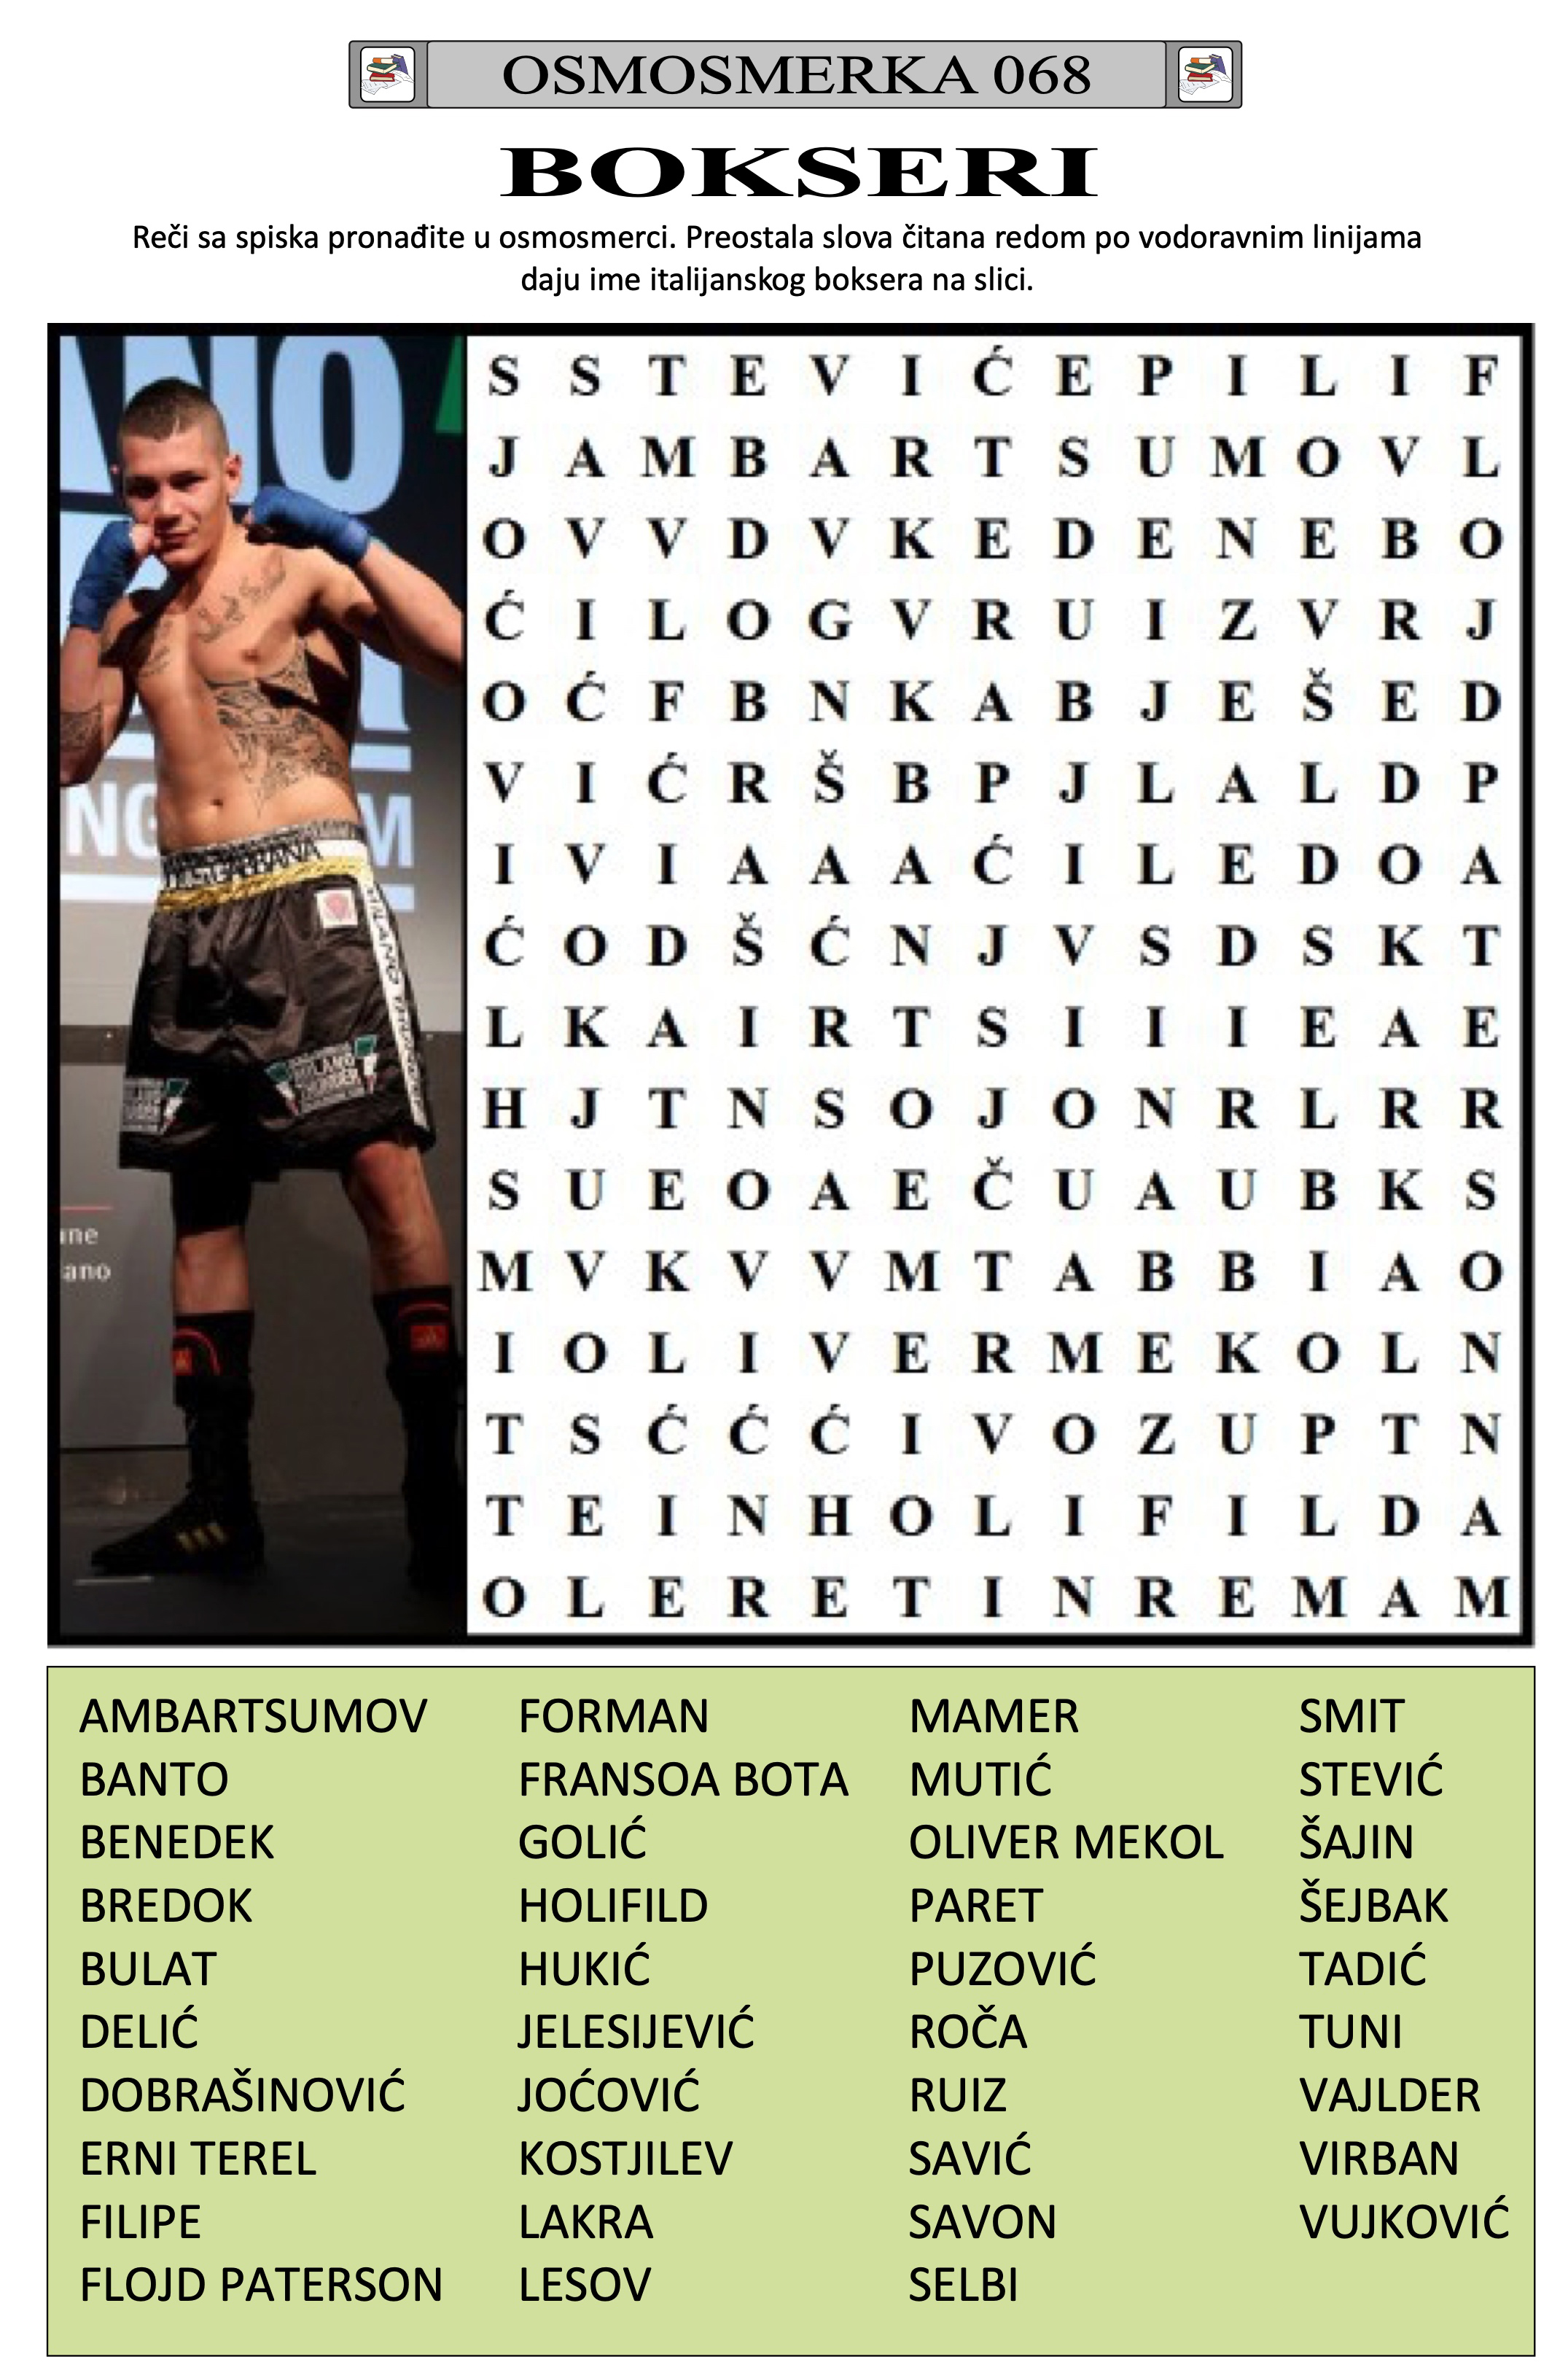 OSMOSMERKA 068
BOKSERI
Reči sa spiska pronađite u osmosmerci. Preostala slova čitana redom po vodoravnim linijama
daju ime italijanskog boksera na slici.
S S T E V I Ć E P I L I F
J A M B A R T S U M O V L
O V V D V K E D E N E B O
Ć I L O G V R U I Z V R J
O Ć F B N K A B J E Š E D
V I Ć R Š B P J L A L D P
I V I A A A Ć I L E D O A
Ć O D Š Ć N J V S D S K T
L K A I R T S I I I E A E
H J T N S O J O N R L R R
S U E O A E Č U A U B K S
M V K V V M T A B B I A O
I O L I V E R M E K O L N
T S Ć Ć Ć I V O Z U P T N
T E I N H O L I F I L D A
O L E R E T I N R E M A M
AMBARTSUMOV
BANTO
BENEDEK
BREDOK
BULAT
DELIĆ
DOBRAŠINOVIĆ
ERNI TEREL
FILIPE
FLOJD PATERSON
FORMAN
FRANSOA BOTA
GOLIĆ
HOLIFILD
HUKIĆ
JELESIJEVIĆ
JOĆOVIĆ
KOSTJILEV
LAKRA
LESOV
MAMER
MUTIĆ
OLIVER MEKOL
PARET
PUZOVIĆ
ROČA
RUIZ
SAVIĆ
SAVON
SELBI
SMIT
STEVIĆ
ŠAJIN
ŠEJBAK
TADIĆ
TUNI
VAJLDER
VIRBAN
VUJKOVIĆ